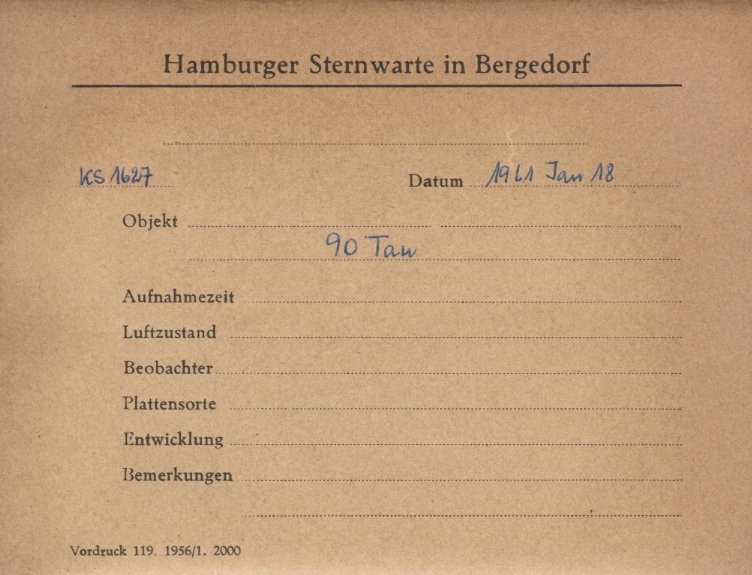 Hamburger Sternwarte in Bergedorf
KS 1627 Datum 1961 Jan 18
Objekt
90 Tau
Aufnahmezeit
Luftzustand
Beobachter
Plattensorte
Entwicklung
Bemerkungen
Vordruck 119. 1956/1. 2000